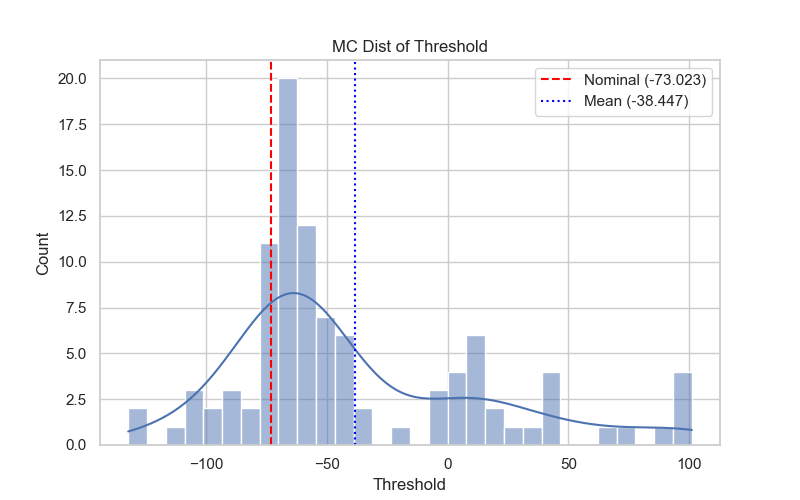 MC Dist of Threshold
Nominal (-73.023)
Mean (-38.447)
Count
20.0
17.5
15.0
12.5
10.0
7.5
5.0
2.5
0.0
−100
−50
0
50
100
Threshold